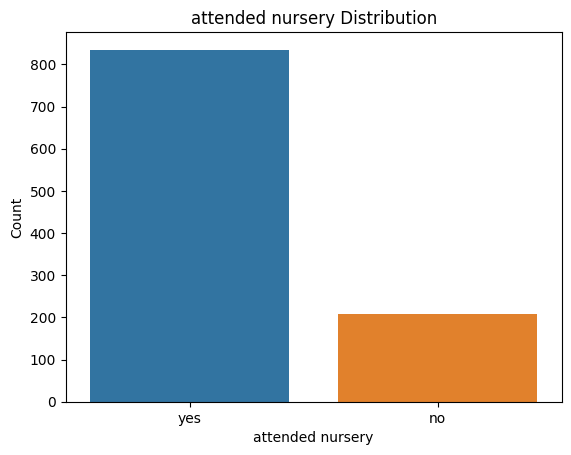 attended nursery Distribution
Count
800
700
600
500
400
300
200
100
0
yes no
attended nursery